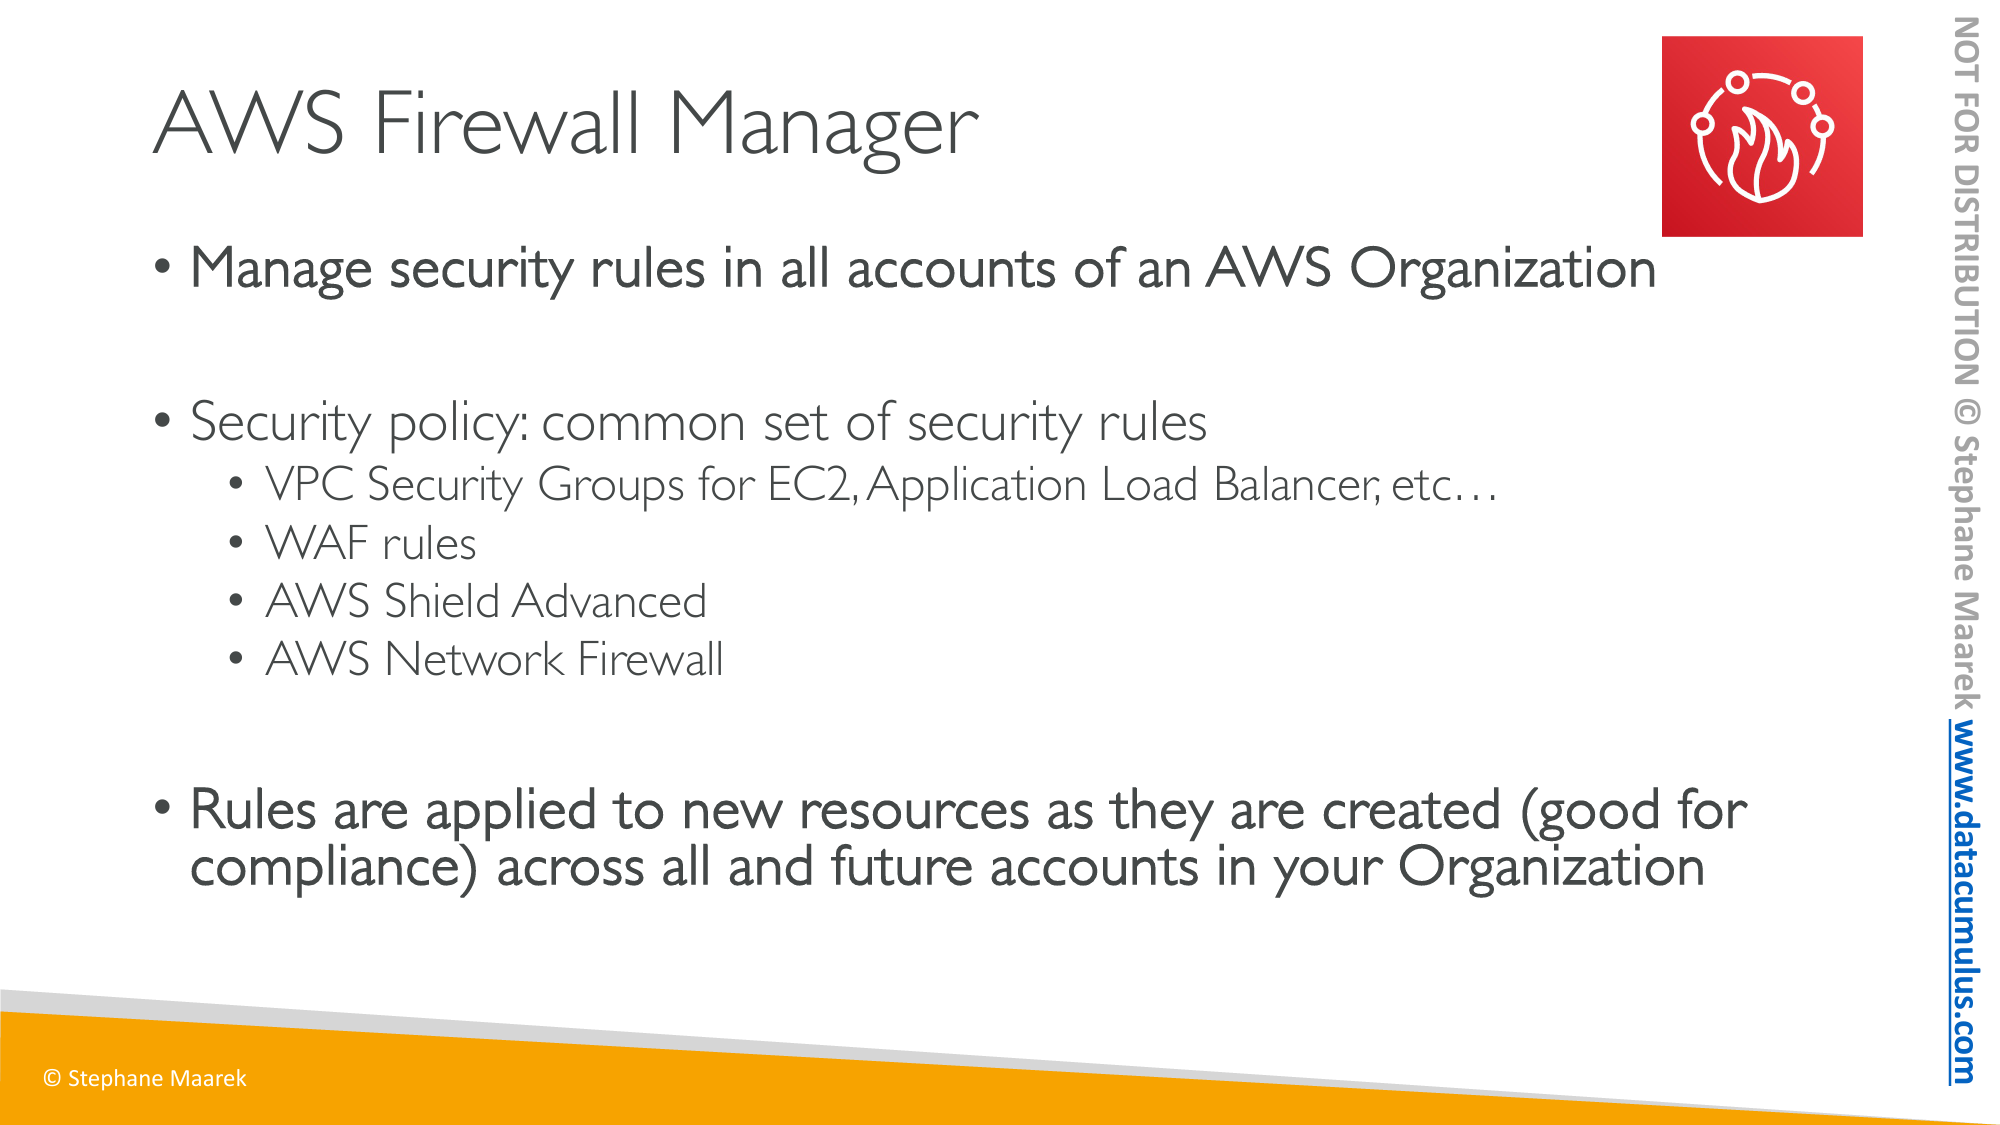 AWS Firewall Manager
• Manage security rules in all accounts of an AWS Organization
• Security policy: common set of security rules
• VPC Security Groups for EC2, Application Load Balancer, etc…
• WAF rules
• AWS Shield Advanced
• AWS Network Firewall
• Rules are applied to new resources as they are created (good for
compliance) across all and future accounts in your Organization
© Stephane Maarek
NOT FOR DISTRIBUTION © Stephane Maarek www.datacumulus.com